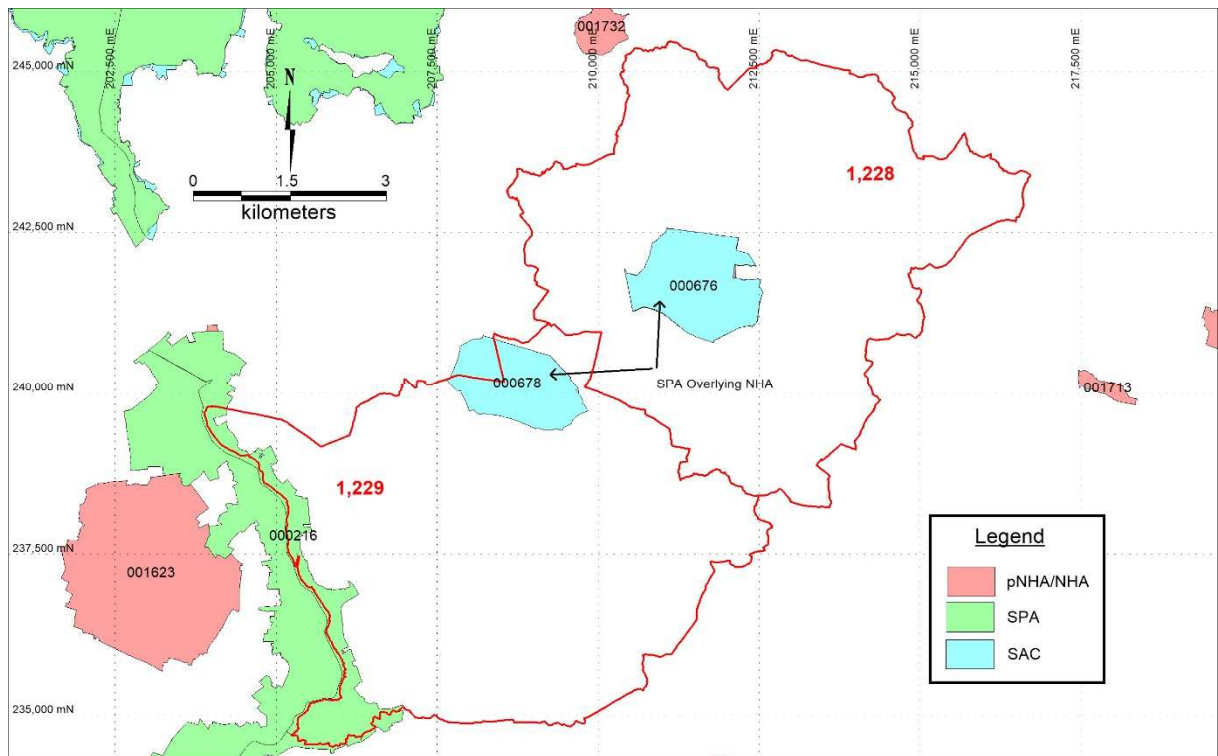 001732
202,500 mE
205,000 mE
207,500 mE
210,000 mE
212,500 mE
215,000 mE
217,500 mE
245,000 mN
N
0 1.5 3
kilometers
1,228
242,500 mN
000676
000678
SPA Overlying NHA
240,000 mN
001713
1,229
000216
237,500 mN
001623
Legend
pNHA/NHA
SPA
SAC
235,000 mN